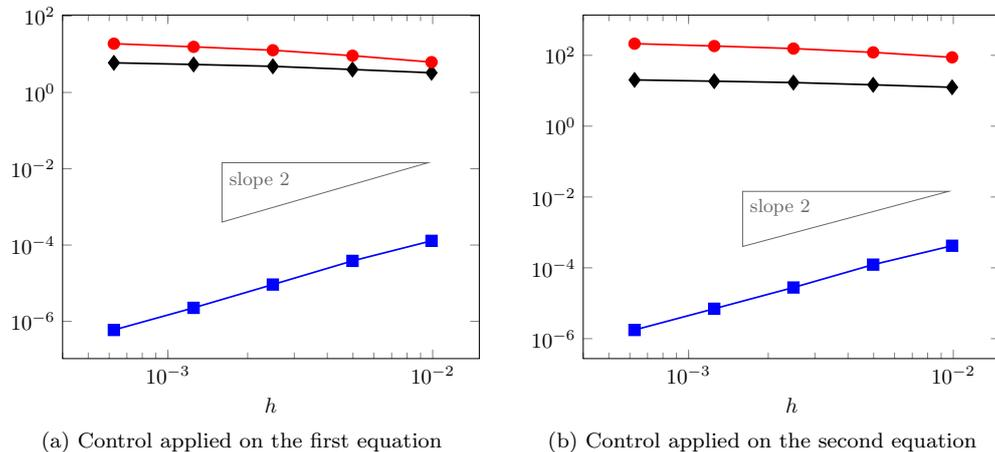 10^2
10^0
10^−2
10^−4
10^−6
slope 2
10^−3
10^−2
h
(a) Control applied on the first equation
10^2
10^0
10^−2
10^−4
10^−6
slope 2
10^−3
10^−2
h
(b) Control applied on the second equation